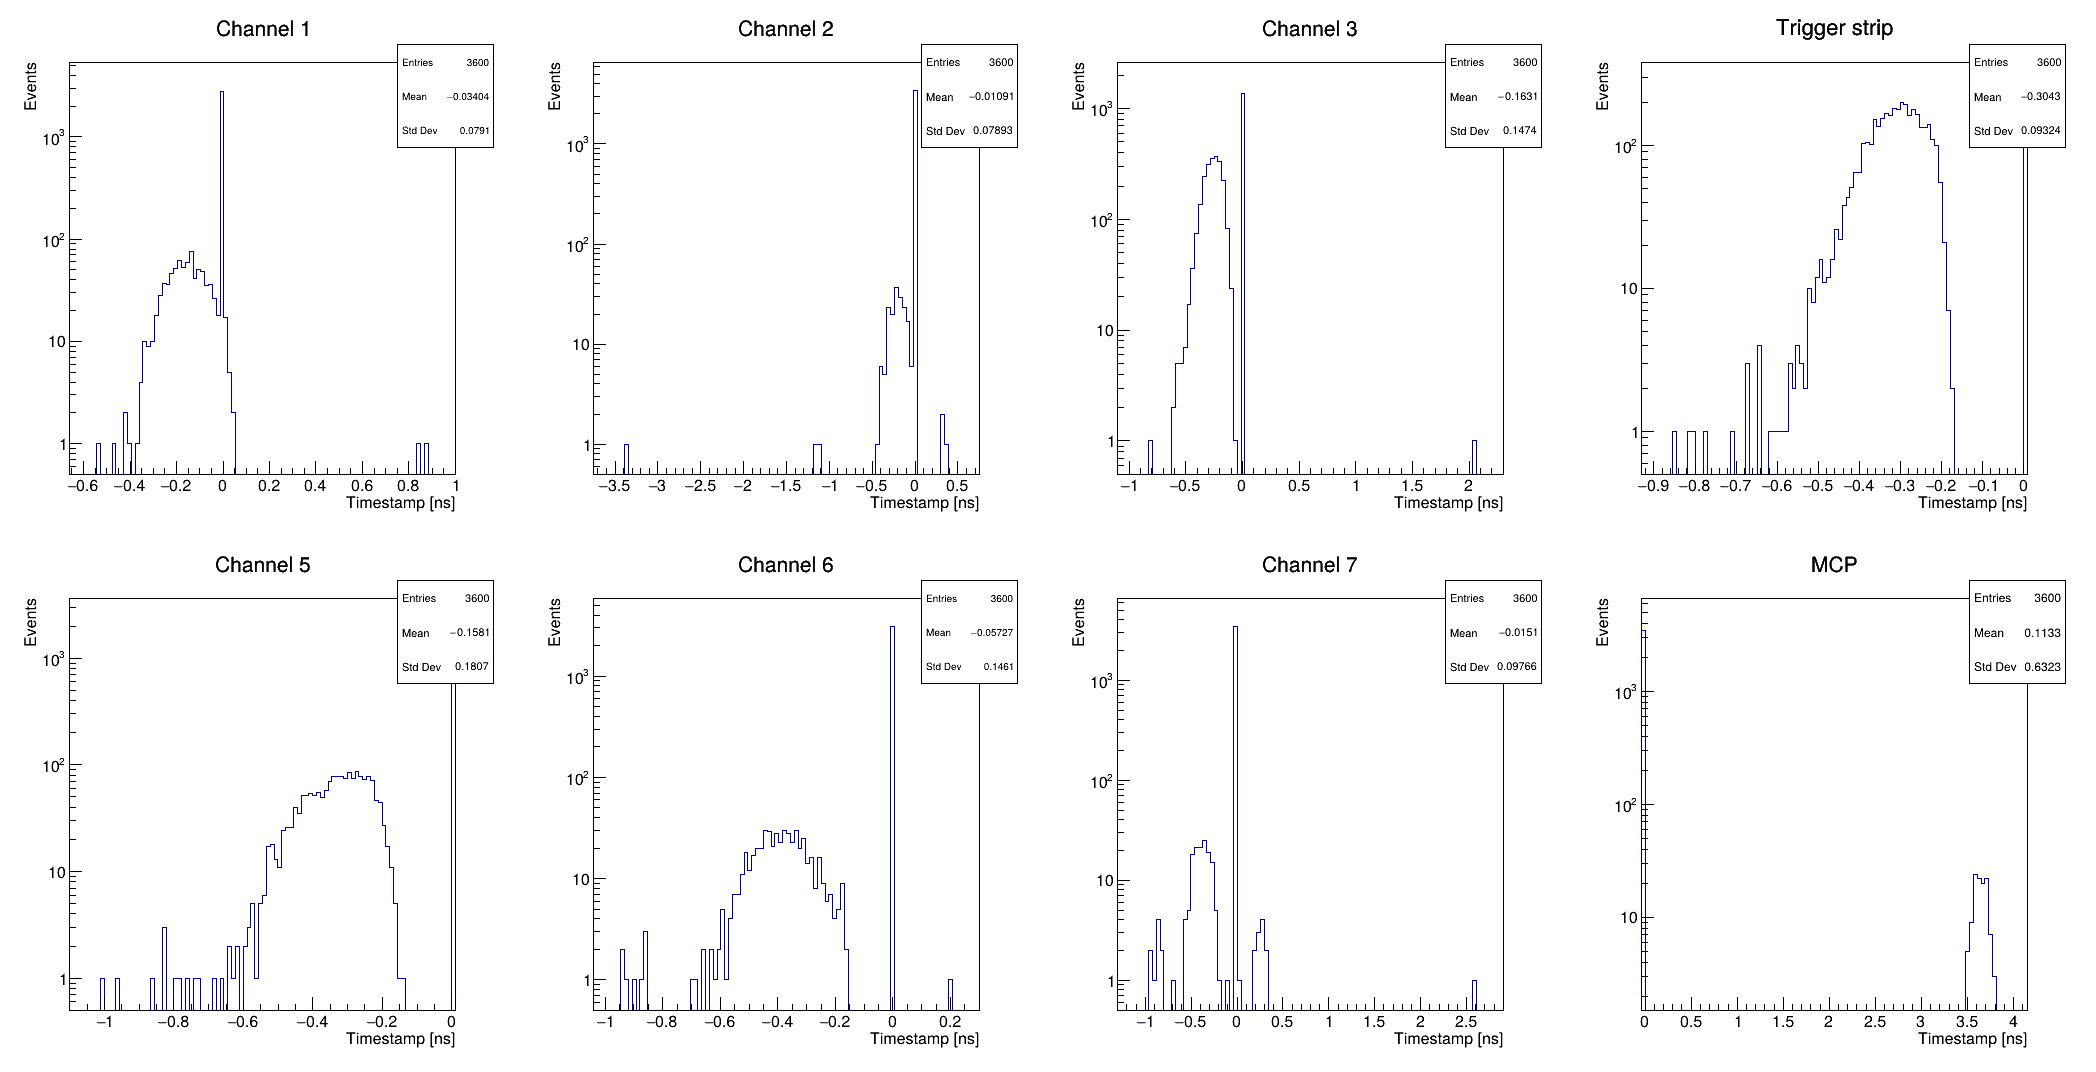 Channel 1
Events
Entries 3600
Mean −0.03404
Std Dev 0.0791
10³
10²
10
1
−0.6 −0.4 −0.2 0 0.2 0.4 0.6 0.8 1
Timestamp [ns]
Channel 2
Events
Entries 3600
Mean −0.01091
Std Dev 0.07893
10³
10²
10
1
−3.5 −3 −2.5 −2 −1.5 −1 −0.5 0 0.5
Timestamp [ns]
Channel 3
Events
Entries 3600
Mean −0.1631
Std Dev 0.1474
10³
10²
10
1
−1 −0.5 0 0.5 1 1.5 2
Timestamp [ns]
Trigger strip
Events
Entries 3600
Mean −0.3043
Std Dev 0.09324
10²
10
1
−0.9 −0.8 −0.7 −0.6 −0.5 −0.4 −0.3 −0.2 −0.1 0
Timestamp [ns]
Channel 5
Events
Entries 3600
Mean −0.1581
Std Dev 0.1807
10³
10²
10
1
−1 −0.8 −0.6 −0.4 −0.2 0
Timestamp [ns]
Channel 6
Events
Entries 3600
Mean −0.05727
Std Dev 0.1461
10³
10²
10
1
−1 −0.8 −0.6 −0.4 −0.2 0 0.2
Timestamp [ns]
Channel 7
Events
Entries 3600
Mean −0.0151
Std Dev 0.09766
10³
10²
10
1
−1 −0.5 0 0.5 1 1.5 2 2.5
Timestamp [ns]
MCP
Events
Entries 3600
Mean 0.1133
Std Dev 0.6323
10³
10²
10
0 0.5 1 1.5 2 2.5 3 3.5 4
Timestamp [ns]